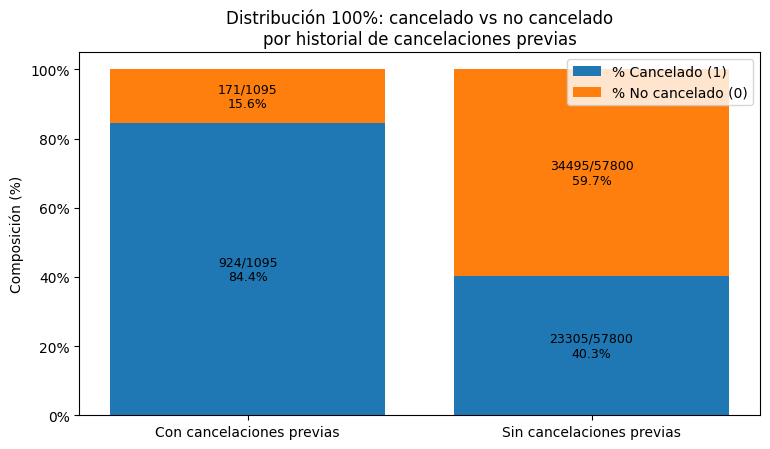 Distribución 100%: cancelado vs no cancelado
por historial de cancelaciones previas
% Cancelado (1)
% No cancelado (0)
Composición (%)
100%
80%
60%
40%
20%
0%
171/1095
15.6%
924/1095
84.4%
34495/57800
59.7%
23305/57800
40.3%
Con cancelaciones previas
Sin cancelaciones previas